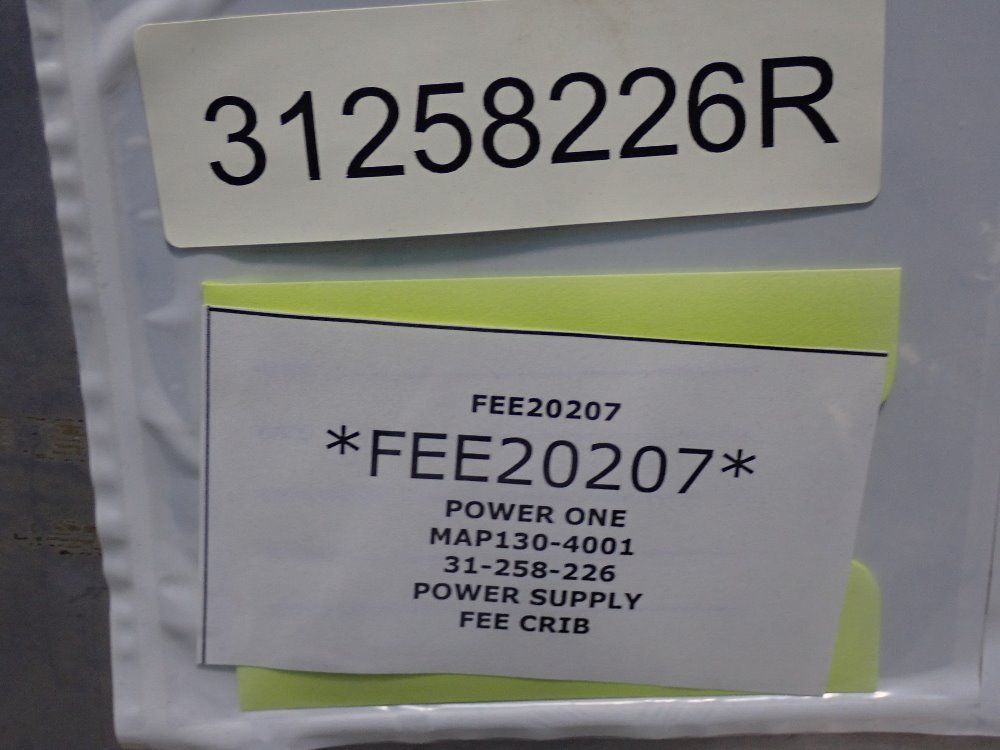 31258226R
FEE20207
*FEE20207*
POWER ONE
MAP130-4001
31-258-226
POWER SUPPLY
FEE CRIB